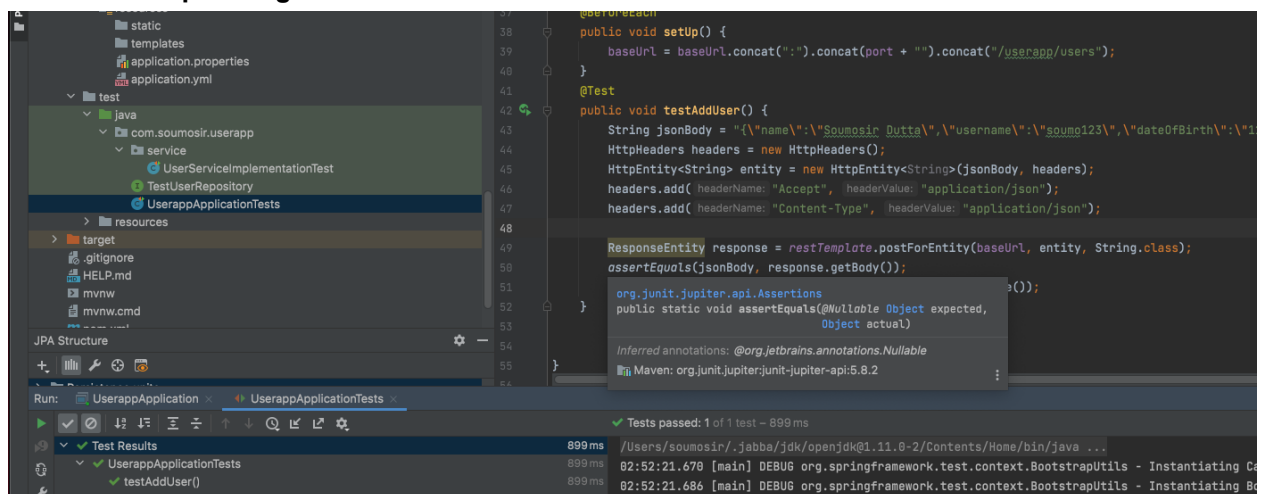 static
templates
application.properties
application.yml
test
java
com.soumosir.userapp
service
UserServiceImplementationTest
TestUserRepository
UserappApplicationTests
resources
target
.gitignore
HELP.md
mvnw
mvnw.cmd
JPA Structure
37 @BeforeEach
38 public void setUp() {
39 baseUrl = baseUrl.concat(":").concat(port + "").concat("/userapp/users");
40 }
41 @Test
42 public void testAddUser() {
43 String jsonBody = "{\"name\":\"Soumosir Dutta\",\"username\":\"soumo123\",\"dateOfBirth\":\"1
44 HttpHeaders headers = new HttpHeaders();
45 HttpEntity<String> entity = new HttpEntity<String>(jsonBody, headers);
46 headers.add( headerName: "Accept", headerValue: "application/json");
47 headers.add( headerName: "Content-Type", headerValue: "application/json");
48
49 ResponseEntity response = restTemplate.postForEntity(baseUrl, entity, String.class);
50 assertEquals(jsonBody, response.getBody());
51 e());
52 }
53
54
55 }
56
org.junit.jupiter.api.Assertions
public static void assertEquals(@Nullable Object expected,
Object actual)
Inferred annotations: @org.jetbrains.annotations.Nullable
Maven: org.junit.jupiter:junit-jupiter-api:5.8.2
Run: UserappApplication × UserappApplicationTests ×
Tests passed: 1 of 1 test – 899 ms
Test Results 899 ms
UserappApplicationTests 899 ms
testAddUser() 899 ms
/Users/soumosir/.jabba/jdk/openjdk@1.11.0-2/Contents/Home/bin/java ...
02:52:21.670 [main] DEBUG org.springframework.test.context.BootstrapUtils - Instantiating Ca
02:52:21.686 [main] DEBUG org.springframework.test.context.BootstrapUtils - Instantiating Bo